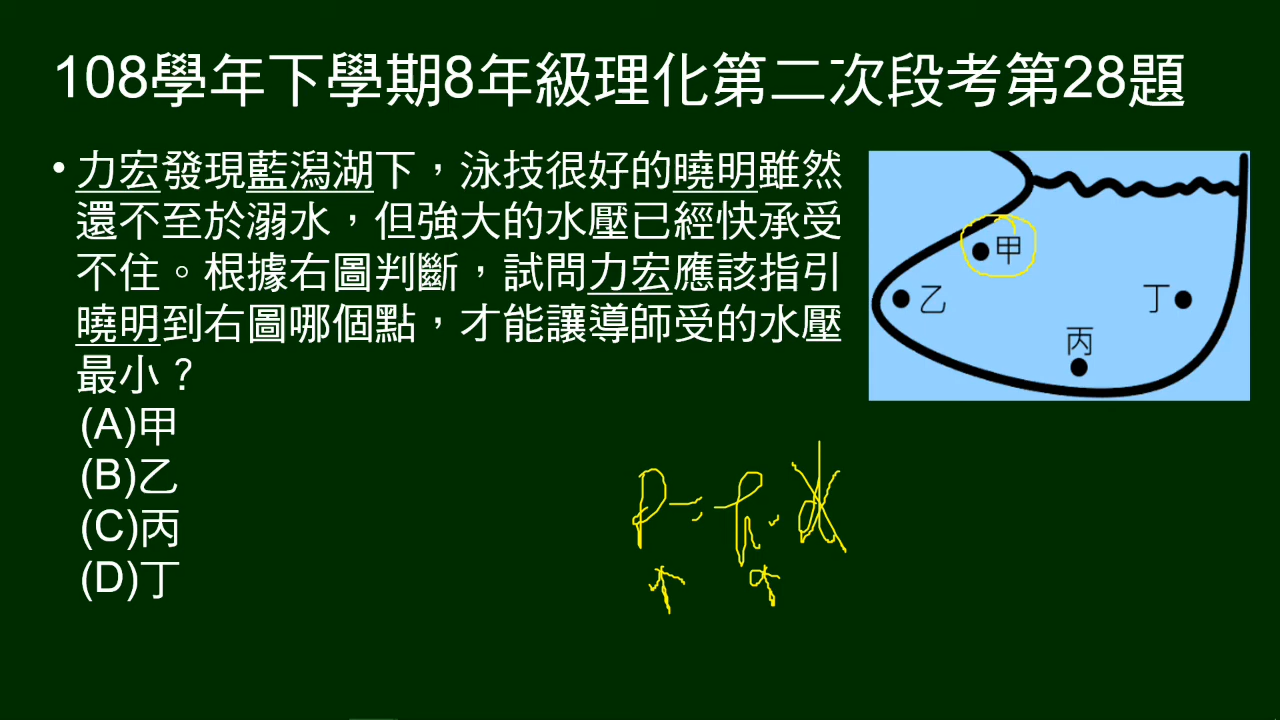 108學年下學期8年級理化第二次段考第28題
• 力宏發現藍潟湖下，泳技很好的曉明雖然
還不至於溺水，但強大的水壓已經快承受
不住。根據右圖判斷，試問力宏應該指引
曉明到右圖哪個點，才能讓導師受的水壓
最小？
(A)甲
(B)乙
(C)丙
(D)丁
甲
乙
丁
丙
P = h · d